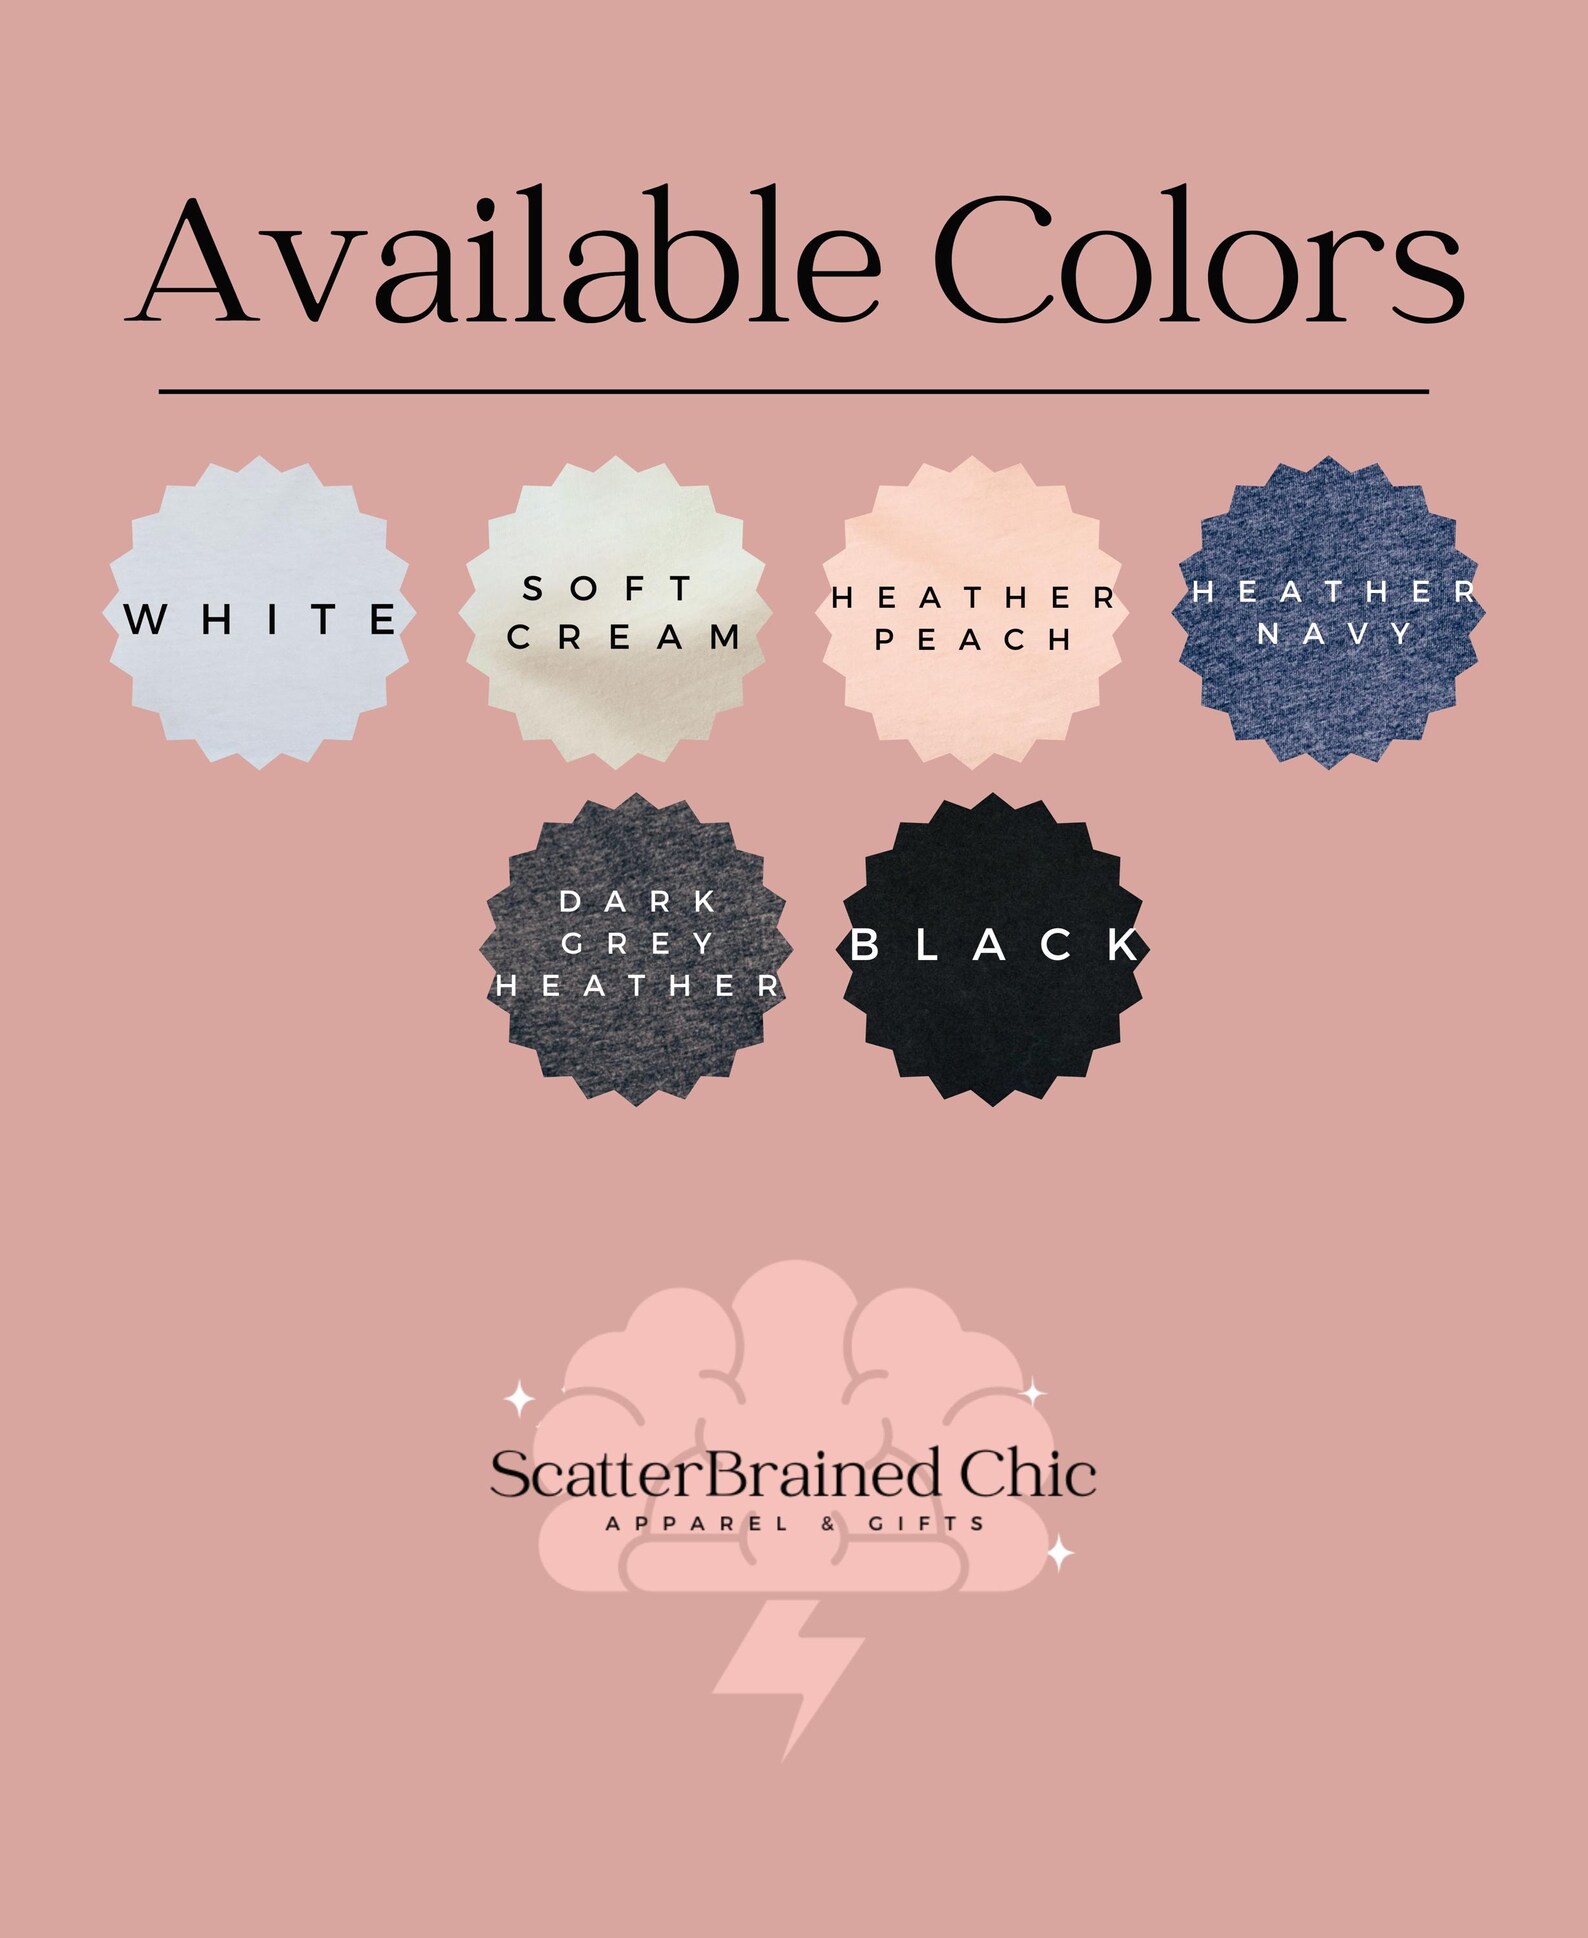 Available Colors
WHITE
SOFT
CREAM
HEATHER
PEACH
HEATHER
NAVY
DARK
GREY
HEATHER
BLACK
ScatterBrained Chic
APPAREL & GIFTS